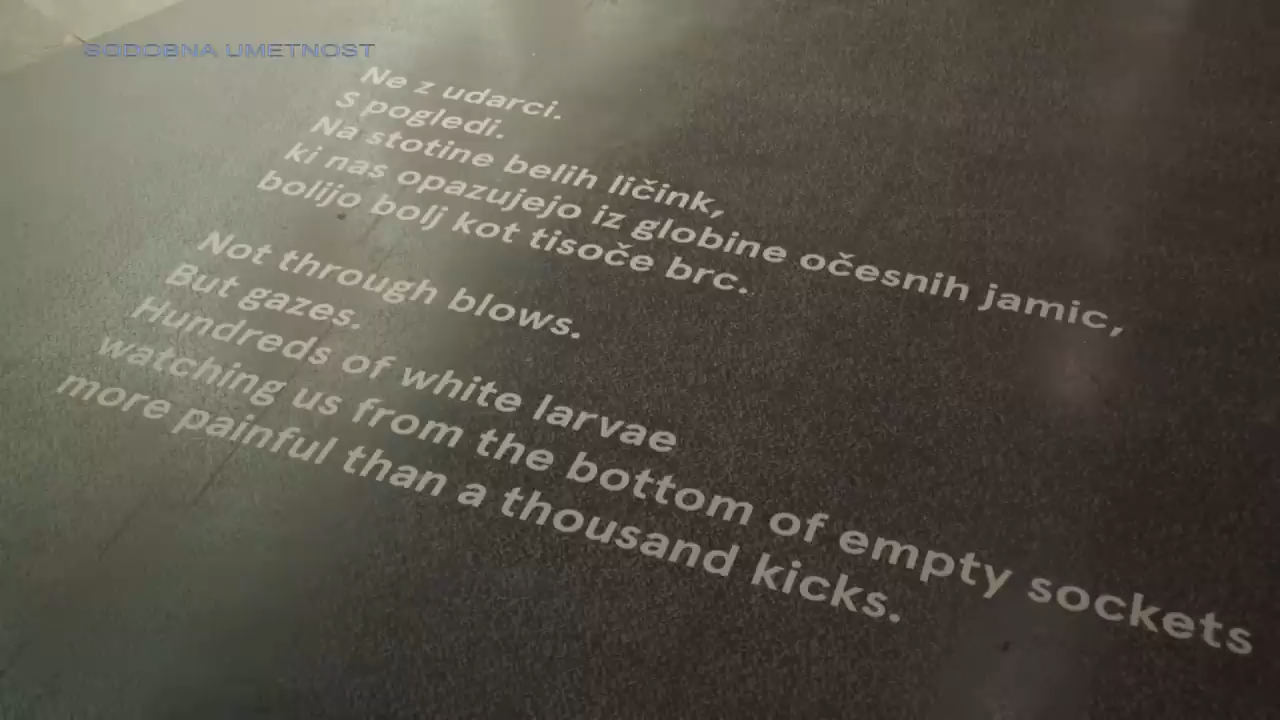 SODOBNA UMETNOST
Ne z udarci.
S pogledi.
Na stotine belih ličink,
ki nas opazujejo iz globine očesnih jamic,
bolijo bolj kot tisoče brc.
Not through blows.
But gazes.
Hundreds of white larvae
watching us from the bottom of empty sockets
more painful than a thousand kicks.